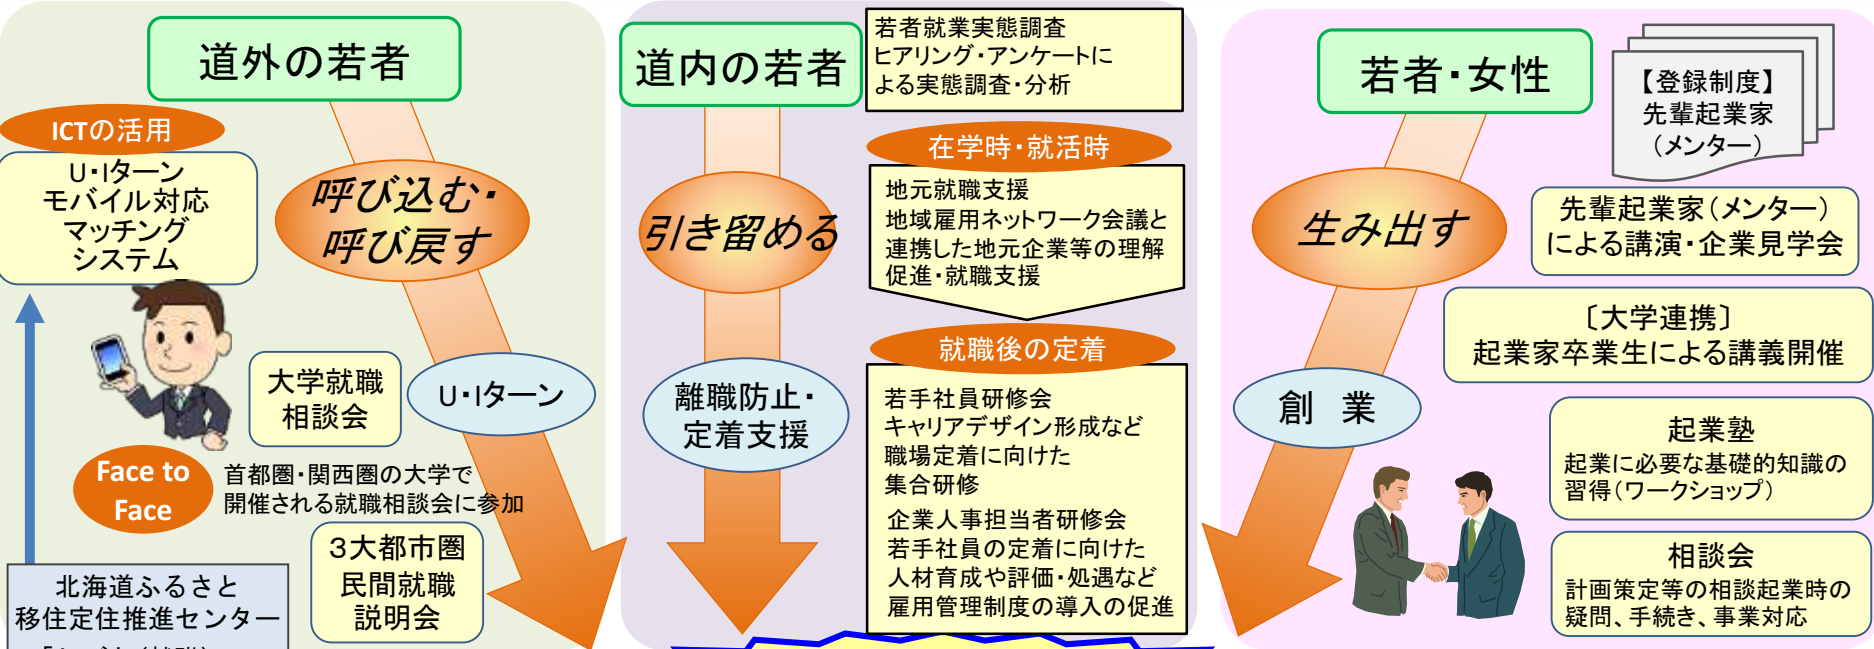 道外の若者
ICTの活用
U・Iターン
モバイル対応
マッチング
システム
呼び込む・
呼び戻す
大学就職
相談会
U・Iターン
Face to
Face
首都圏・関西圏の大学で
開催される就職相談会に参加
3大都市圏
民間就職
説明会
北海道ふるさと
移住定住推進センター
道内の若者
若者就業実態調査
ヒアリング・アンケートに
よる実態調査・分析
引き留める
在学時・就活時
地元就職支援
地域雇用ネットワーク会議と
連携した地元企業等の理解
促進・就職支援
離職防止・
定着支援
就職後の定着
若手社員研修会
キャリアデザイン形成など
職場定着に向けた
集合研修
企業人事担当者研修会
若手社員の定着に向けた
人材育成や評価・処遇など
雇用管理制度の導入の促進
若者・女性
【登録制度】
先輩起業家
（メンター）
生み出す
先輩起業家（メンター）
による講演・企業見学会
〔大学連携〕
起業家卒業生による講義開催
創　業
起業塾
起業に必要な基礎的知識の
習得（ワークショップ）
相談会
計画策定等の相談起業時の
疑問、手続き、事業対応